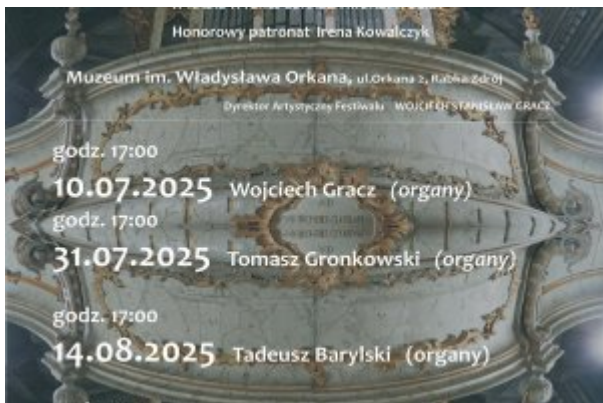 Honorowy patronat Irena Kowalczyk
Muzeum im. Władysława Orkana, ul.Orkana 2, Rabka Zdrój
Dyrektor Artystyczny Festiwalu WOJCIECH STANISŁAW GRACZ
godz. 17:00
10.07.2025 Wojciech Gracz (organy)
godz. 17:00
31.07.2025 Tomasz Gronkowski (organy)
godz. 17:00
14.08.2025 Tadeusz Barylski (organy)